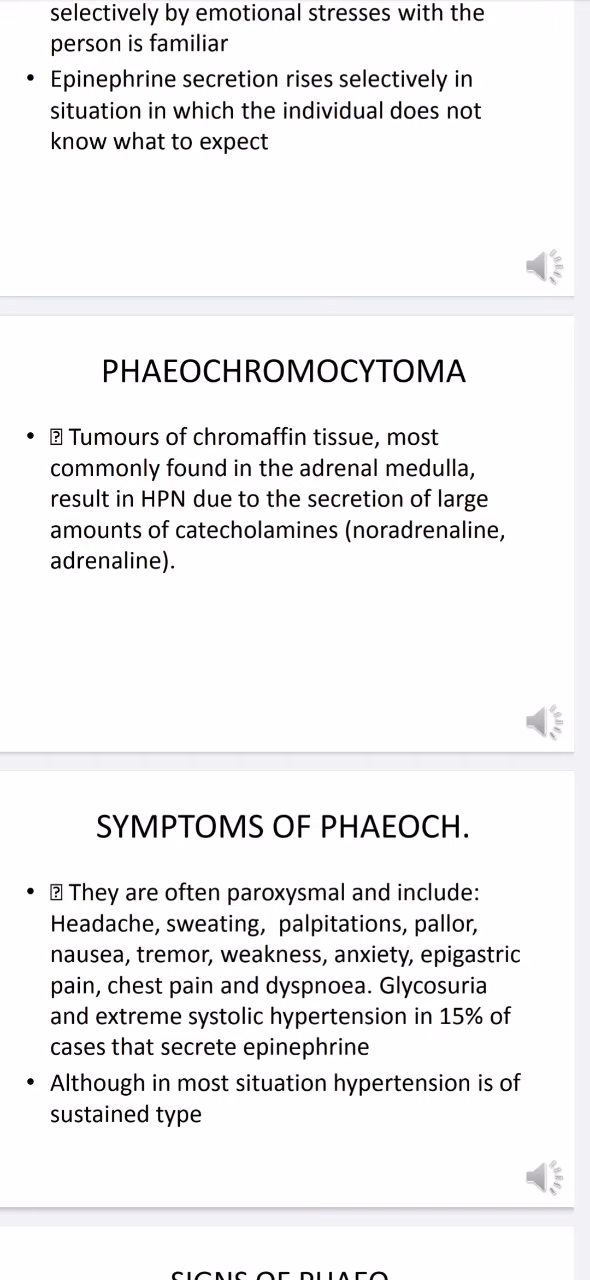 selectively by emotional stresses with the
person is familiar
• Epinephrine secretion rises selectively in
situation in which the individual does not
know what to expect
PHAEOCHROMOCYTOMA
• ⍰ Tumours of chromaffin tissue, most
commonly found in the adrenal medulla,
result in HPN due to the secretion of large
amounts of catecholamines (noradrenaline,
adrenaline).
SYMPTOMS OF PHAEOCH.
• ⍰ They are often paroxysmal and include:
Headache, sweating,  palpitations, pallor,
nausea, tremor, weakness, anxiety, epigastric
pain, chest pain and dyspnoea. Glycosuria
and extreme systolic hypertension in 15% of
cases that secrete epinephrine
• Although in most situation hypertension is of
sustained type
SIGNS OF PHAEO